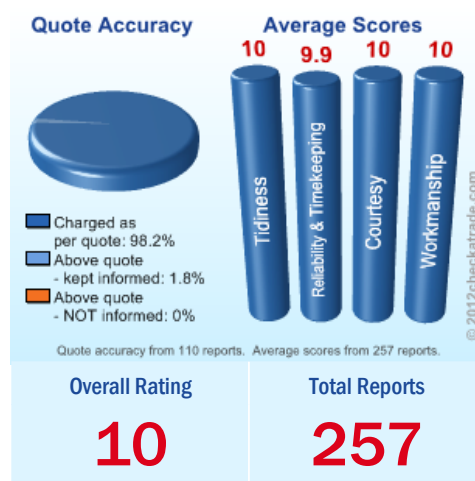 Quote Accuracy
Average Scores
10
9.9
10
10
Tidiness
Reliability & Timekeeping
Courtesy
Workmanship
Charged as
per quote: 98.2%
Above quote
- kept informed: 1.8%
Above quote
- NOT informed: 0%
© 2012checkatrade.com
Quote accuracy from 110 reports. Average scores from 257 reports.
Overall Rating
Total Reports
10
257